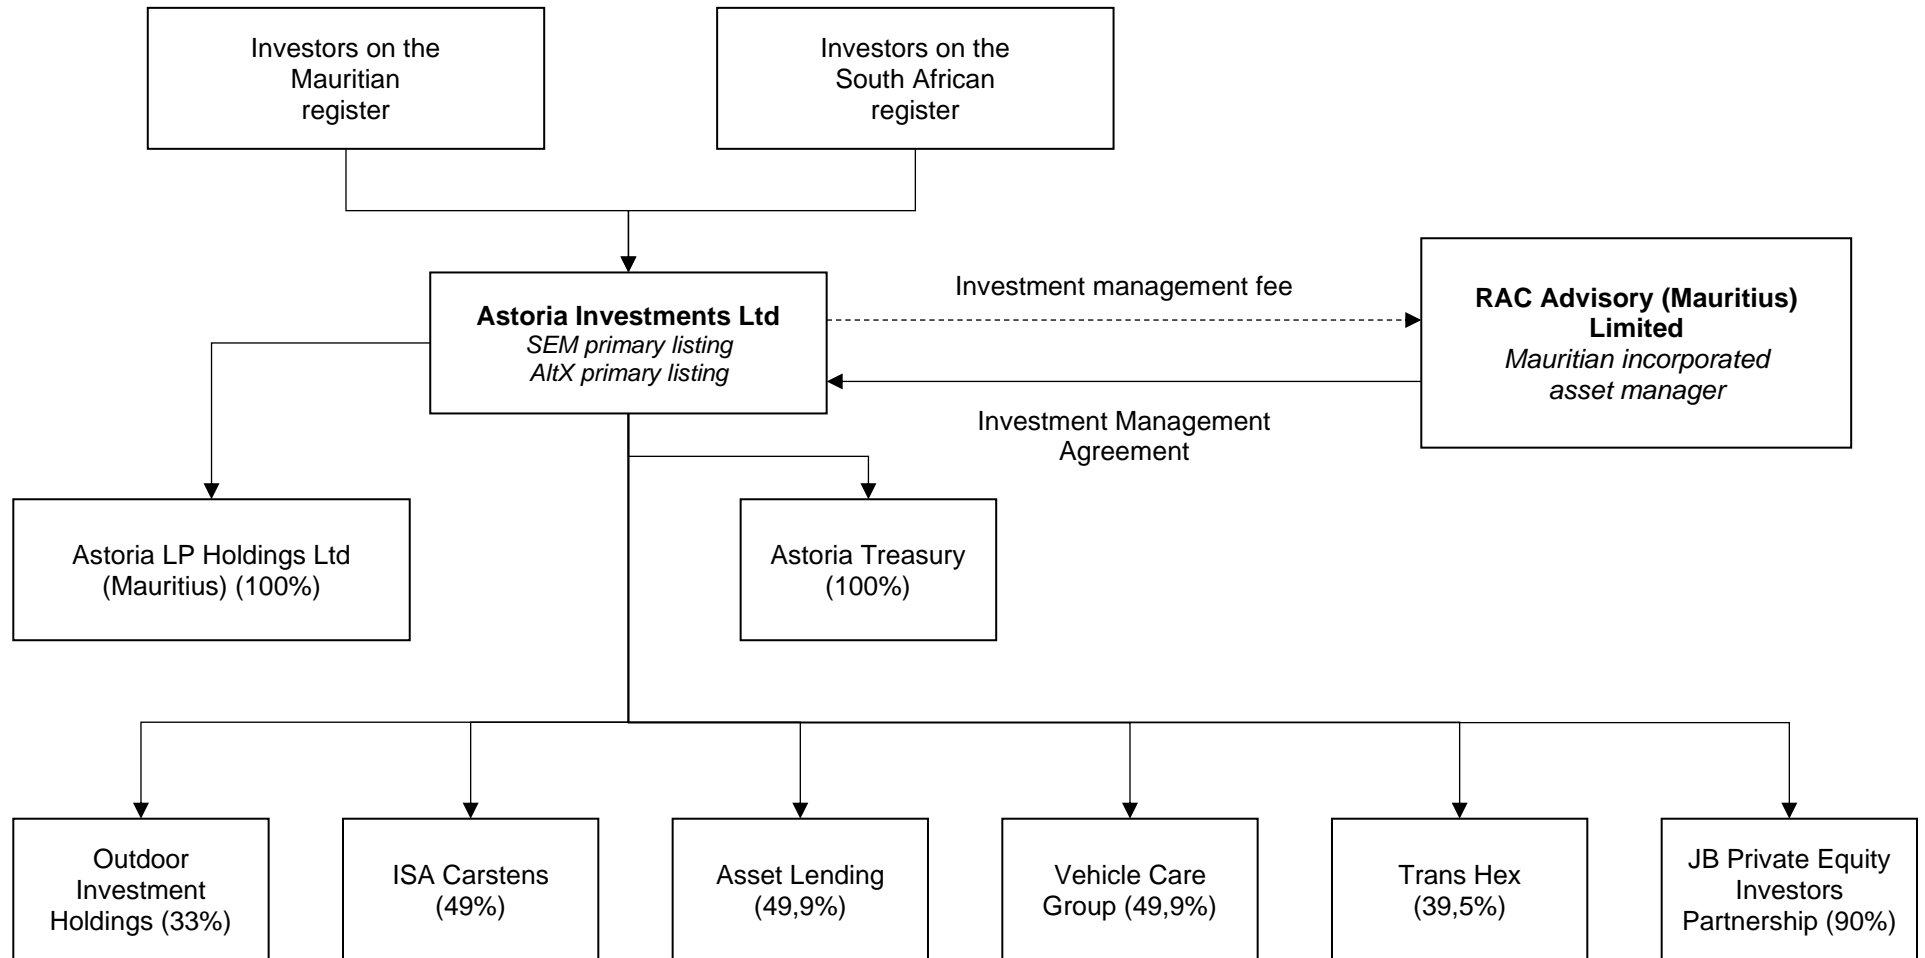 Investors on the
Mauritian
register
Investors on the
South African
register
Astoria Investments Ltd
SEM primary listing
AltX primary listing
Investment management fee
RAC Advisory (Mauritius)
Limited
Mauritian incorporated
asset manager
Investment Management
Agreement
Astoria LP Holdings Ltd
(Mauritius) (100%)
Astoria Treasury
(100%)
Outdoor
Investment
Holdings (33%)
ISA Carstens
(49%)
Asset Lending
(49,9%)
Vehicle Care
Group (49,9%)
Trans Hex
(39,5%)
JB Private Equity
Investors
Partnership (90%)